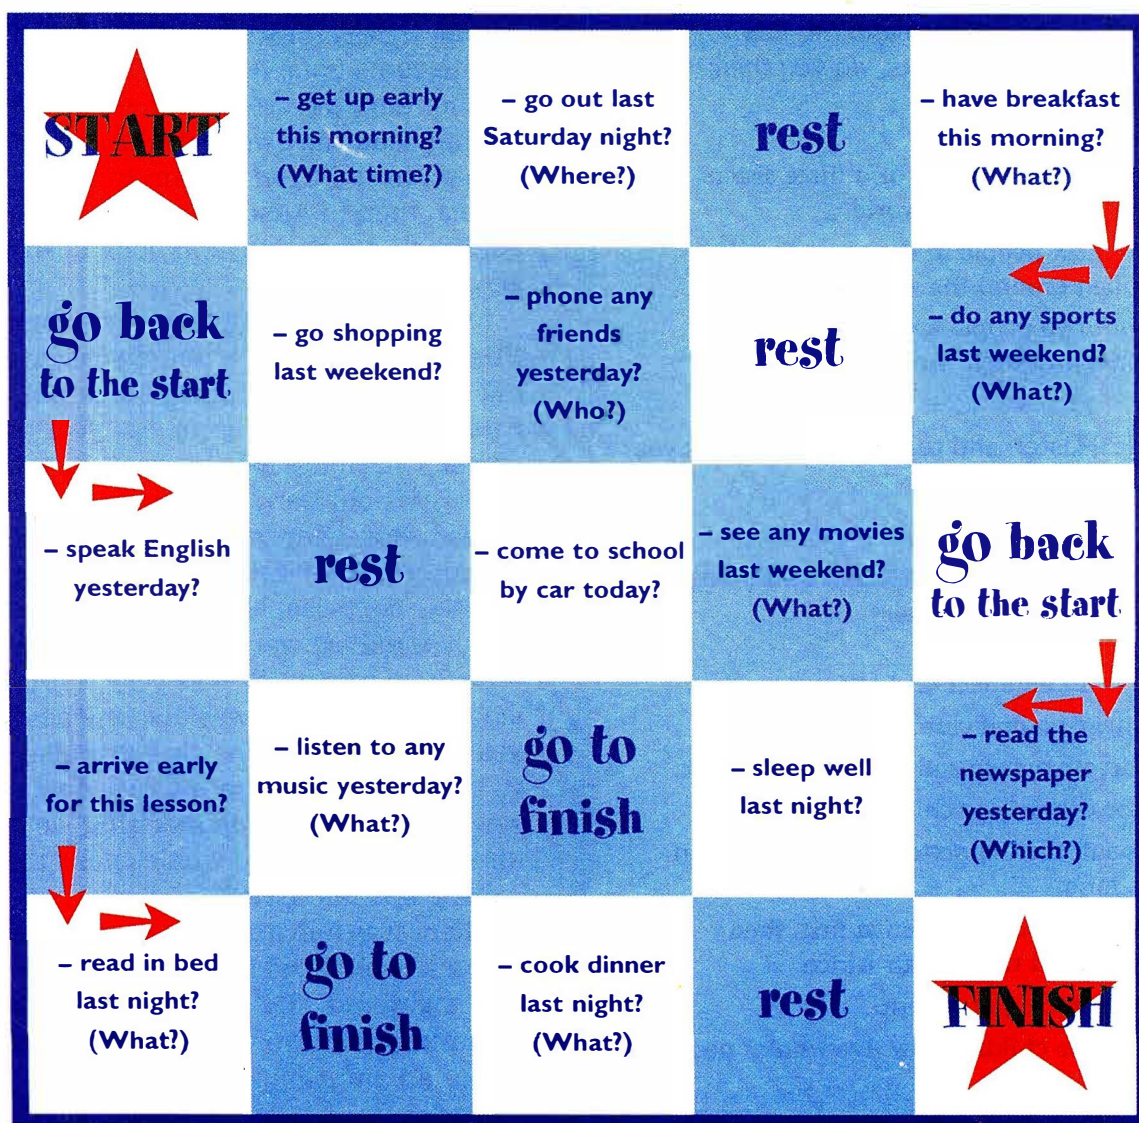 START
– get up early
this morning?
(What time?)
– go out last
Saturday night?
(Where?)
rest
– have breakfast
this morning?
(What?)
go back
to the start
– go shopping
last weekend?
– phone any
friends
yesterday?
(Who?)
rest
– do any sports
last weekend?
(What?)
– speak English
yesterday?
rest
– come to school
by car today?
– see any movies
last weekend?
(What?)
go back
to the start
– arrive early
for this lesson?
– listen to any
music yesterday?
(What?)
go to
finish
– sleep well
last night?
– read the
newspaper
yesterday?
(Which?)
– read in bed
last night?
(What?)
go to
finish
– cook dinner
last night?
(What?)
rest
FINISH